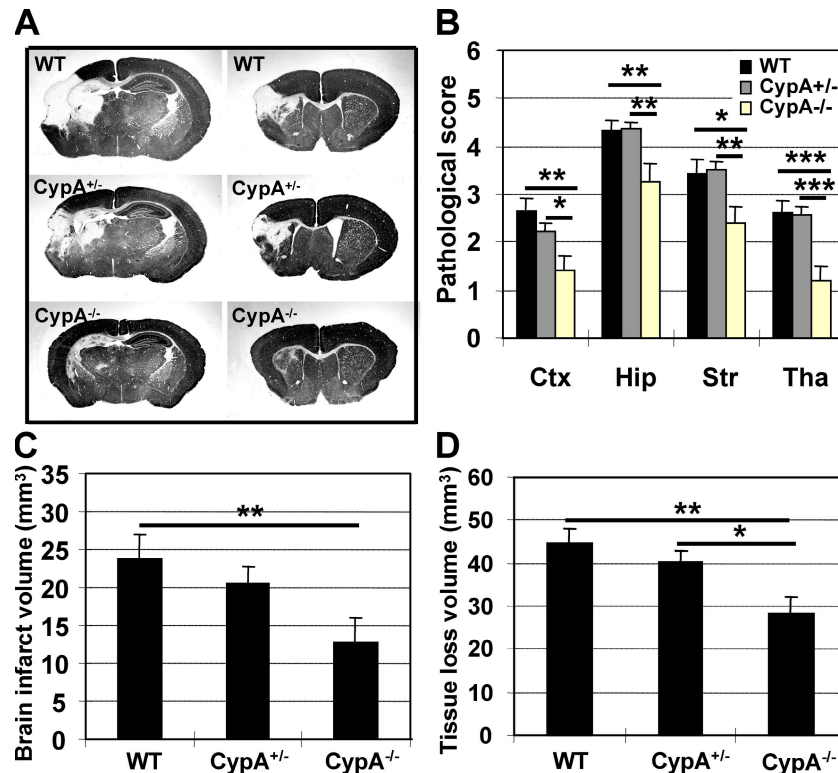 A
WT
WT
CypA+/-
CypA+/-
CypA-/-
CypA-/-
B
Pathological score
6
5
4
3
2
1
0
WT
CypA+/-
CypA-/-
**
**
**
*
*
**
***
***
Ctx Hip Str Tha
C
Brain infarct volume (mm³)
35
30
25
20
15
10
5
0
**
WT CypA+/- CypA-/-
D
Tissue loss volume (mm³)
60
50
40
30
20
10
0
**
*
WT CypA+/- CypA-/-